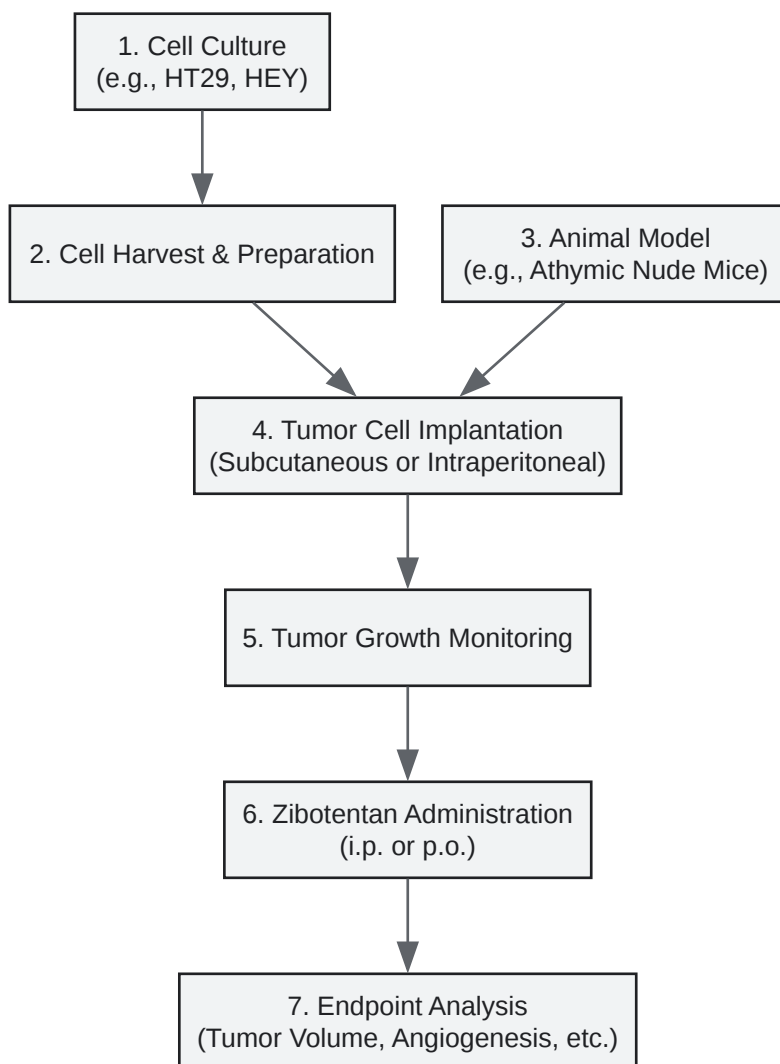 1. Cell Culture
(e.g., HT29, HEY)
2. Cell Harvest & Preparation
3. Animal Model
(e.g., Athymic Nude Mice)
4. Tumor Cell Implantation
(Subcutaneous or Intraperitoneal)
5. Tumor Growth Monitoring
6. Zibotentan Administration
(i.p. or p.o.)
7. Endpoint Analysis
(Tumor Volume, Angiogenesis, etc.)